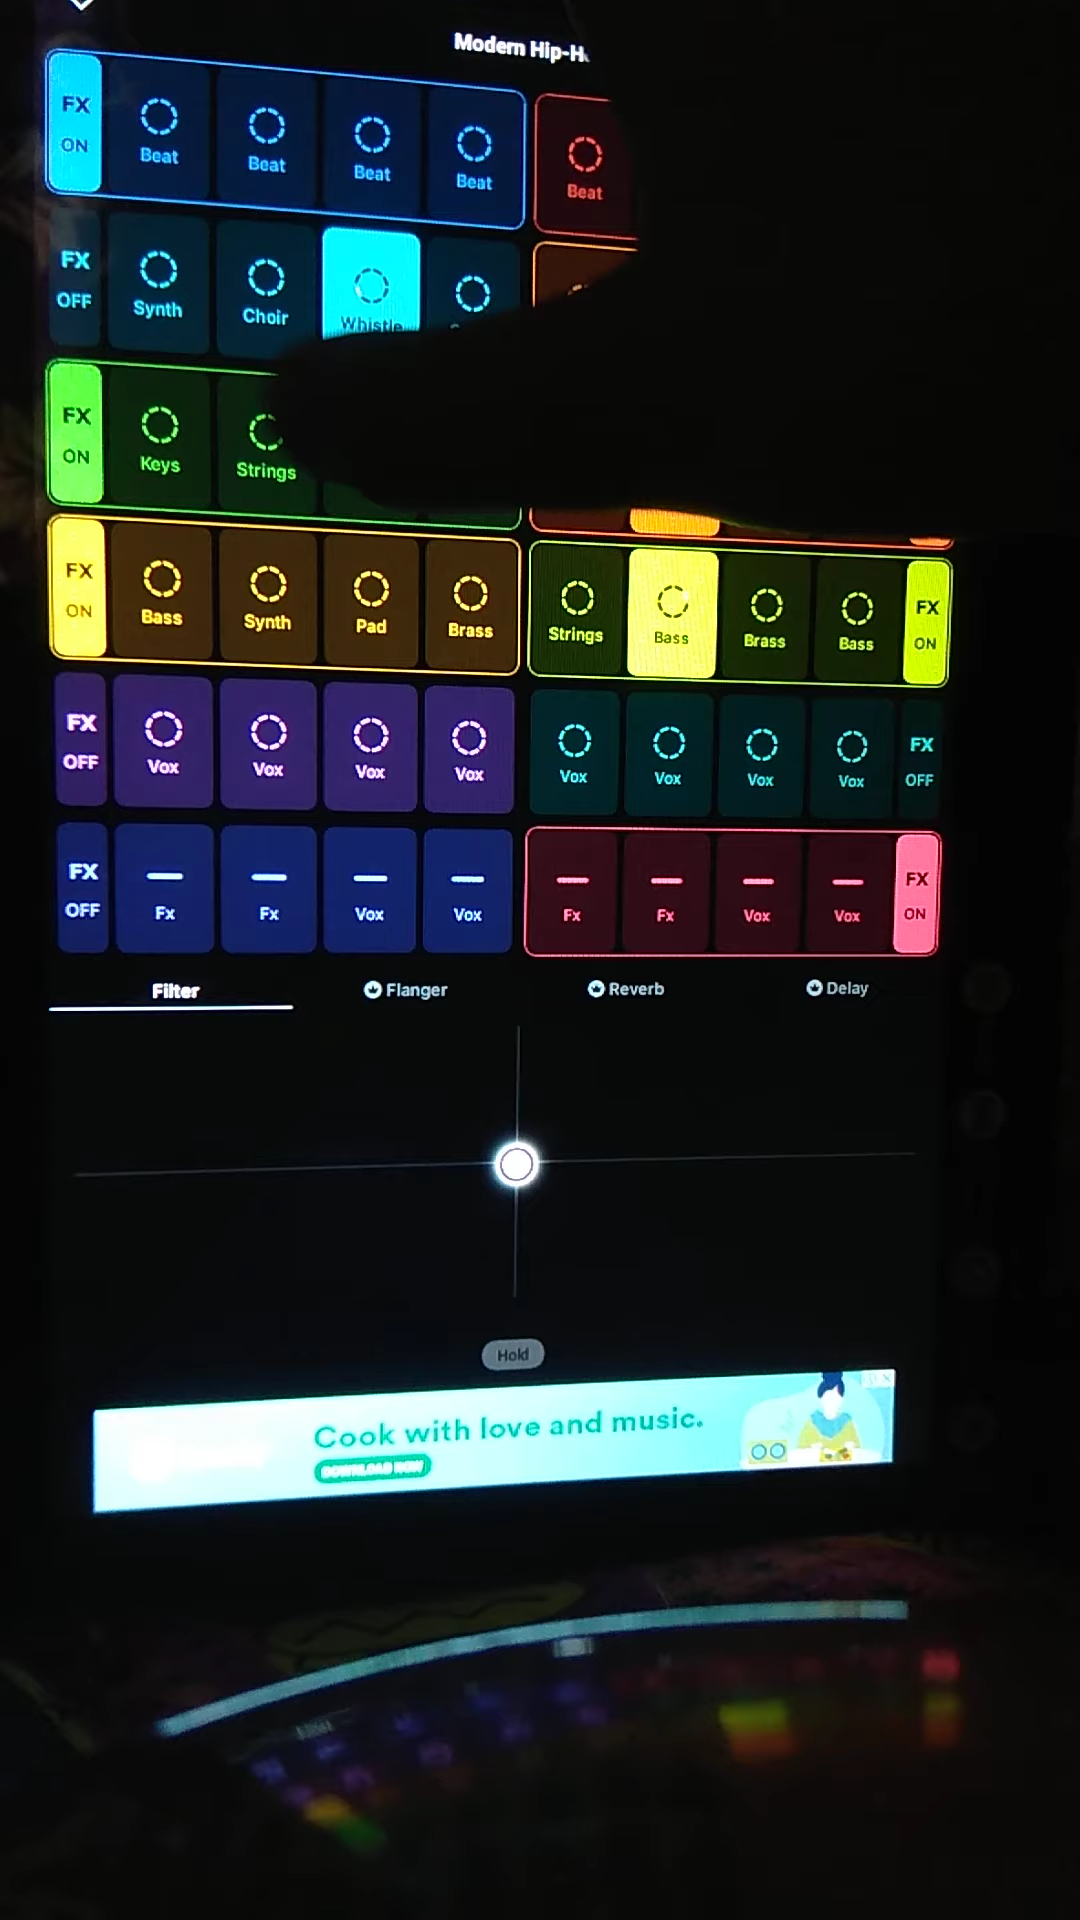 Modern Hip-H
FX
ON
Beat
Beat
Beat
Beat
Beat
FX
OFF
Synth
Choir
Whistle
FX
ON
Keys
Strings
FX
ON
Bass
Synth
Pad
Brass
Strings
Bass
Brass
Bass
FX
ON
FX
OFF
Vox
Vox
Vox
Vox
Vox
Vox
Vox
Vox
FX
OFF
FX
OFF
Fx
Fx
Vox
Vox
Fx
Fx
Vox
Vox
FX
ON
Filter
Flanger
Reverb
Delay
Hold
Cook with love and music.
DOWNLOAD NOW